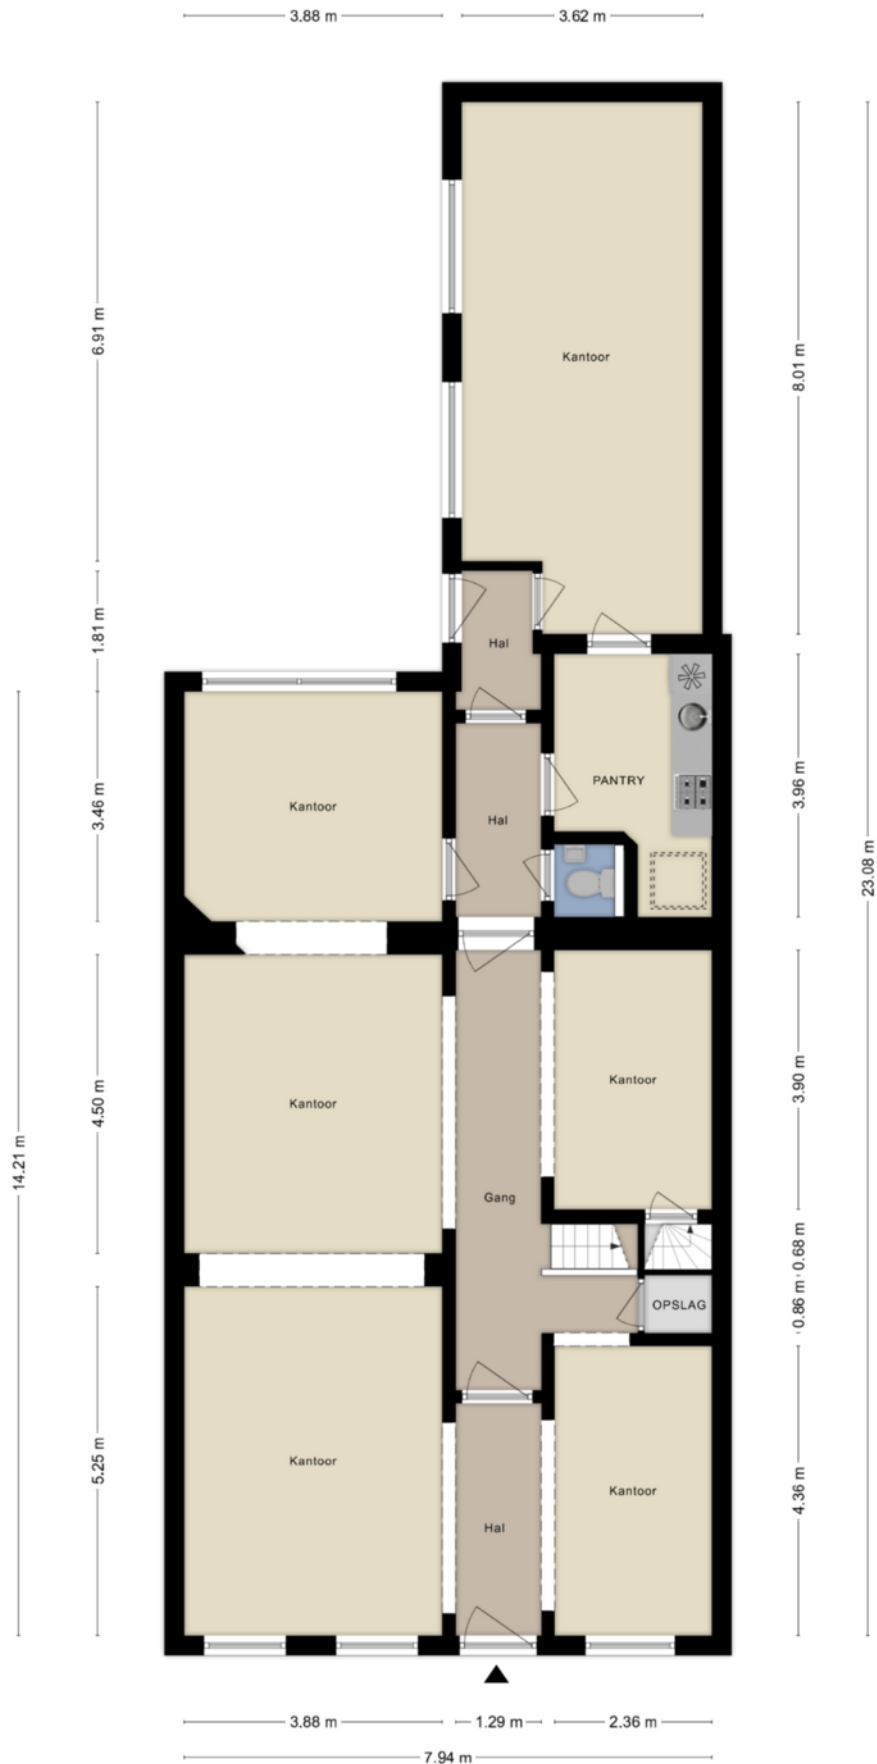 3.88 m
3.62 m
6.91 m
8.01 m
Kantoor
1.81 m
Hal
3.46 m
Kantoor
Hal
PANTRY
3.96 m
23.08 m
14.21 m
4.50 m
Kantoor
Gang
Kantoor
3.90 m
0.68 m
0.86 m
OPSLAG
5.25 m
Kantoor
Hal
Kantoor
4.36 m
3.88 m
1.29 m
2.36 m
7.94 m